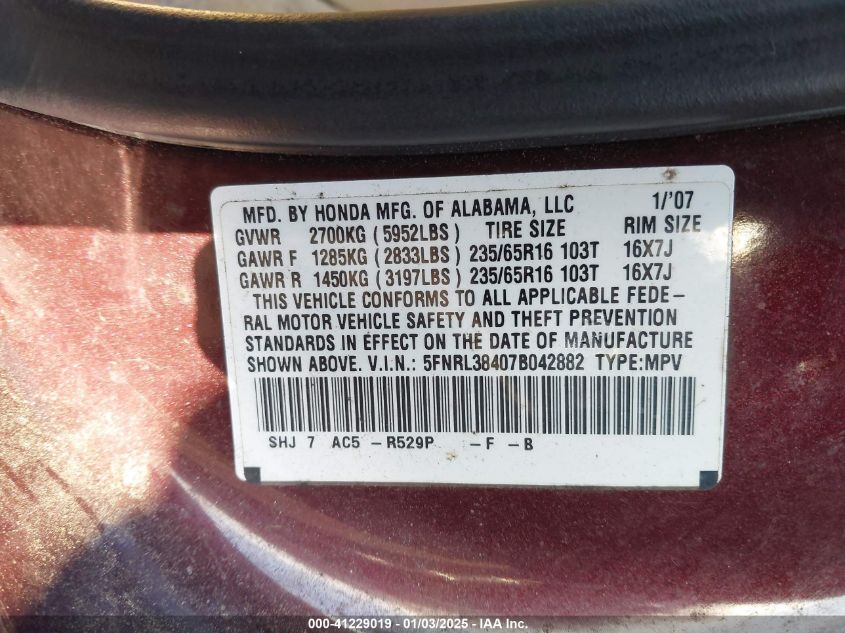 MFD. BY HONDA MFG. OF ALABAMA, LLC 1/'07
GVWR 2700KG (5952LBS) TIRE SIZE RIM SIZE
GAWR F 1285KG (2833LBS) 235/65R16 103T 16X7J
GAWR R 1450KG (3197LBS) 235/65R16 103T 16X7J
THIS VEHICLE CONFORMS TO ALL APPLICABLE FEDE-
RAL MOTOR VEHICLE SAFETY AND THEFT PREVENTION
STANDARDS IN EFFECT ON THE DATE OF MANUFACTURE
SHOWN ABOVE. V.I.N.: 5FNRL38407B042882 TYPE:MPV
SHJ 7 AC5 -R529P -F -B
000-41229019 - 01/03/2025 - IAA Inc.